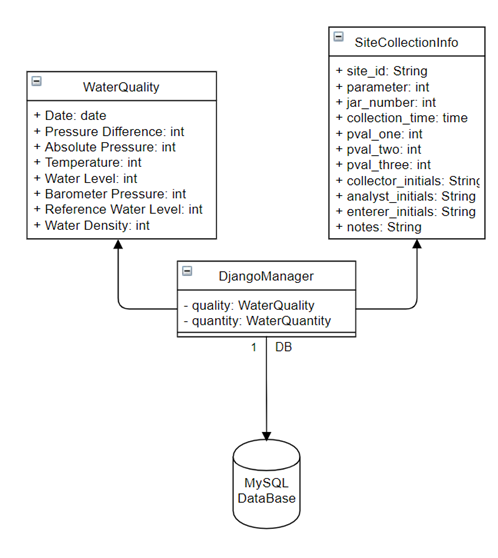 WaterQuality
+ Date: date
+ Pressure Difference: int
+ Absolute Pressure: int
+ Temperature: int
+ Water Level: int
+ Barometer Pressure: int
+ Reference Water Level: int
+ Water Density: int
SiteCollectionInfo
+ site_id: String
+ parameter: int
+ jar_number: int
+ collection_time: time
+ pval_one: int
+ pval_two: int
+ pval_three: int
+ collector_initials: String
+ analyst_initials: String
+ enterer_initials: String
+ notes: String
DjangoManager
- quality: WaterQuality
- quantity: WaterQuantity
1 DB
MySQL
DataBase